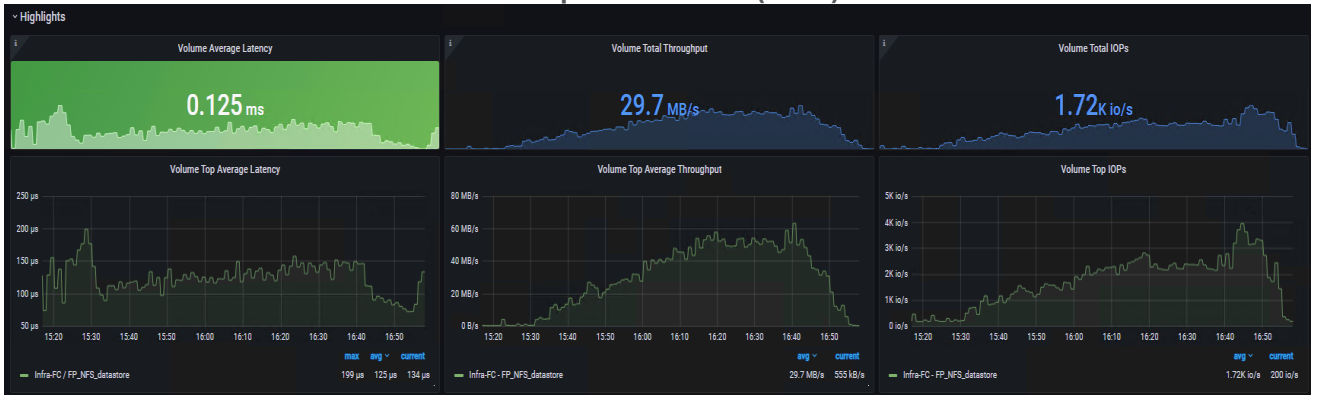 Highlights
i
Volume Average Latency
0.125 ms
i
Volume Total Throughput
29.7 MB/s
i
Volume Total IOPs
1.72K io/s
Volume Top Average Latency
250 µs
200 µs
150 µs
100 µs
50 µs
15:20 15:30 15:40 15:50 16:00 16:10 16:20 16:30 16:40 16:50
max avg current
Infra-FC / FP_NFS_datastore 199 µs 125 µs 134 µs
Volume Top Average Throughput
80 MB/s
60 MB/s
40 MB/s
20 MB/s
0 B/s
15:20 15:30 15:40 15:50 16:00 16:10 16:20 16:30 16:40 16:50
avg current
Infra-FC - FP_NFS_datastore 29.7 MB/s 555 kB/s
Volume Top IOPs
5K io/s
4K io/s
3K io/s
2K io/s
1K io/s
0 io/s
15:20 15:30 15:40 15:50 16:00 16:10 16:20 16:30 16:40 16:50
avg current
Infra-FC - FP_NFS_datastore 1.72K io/s 200 io/s